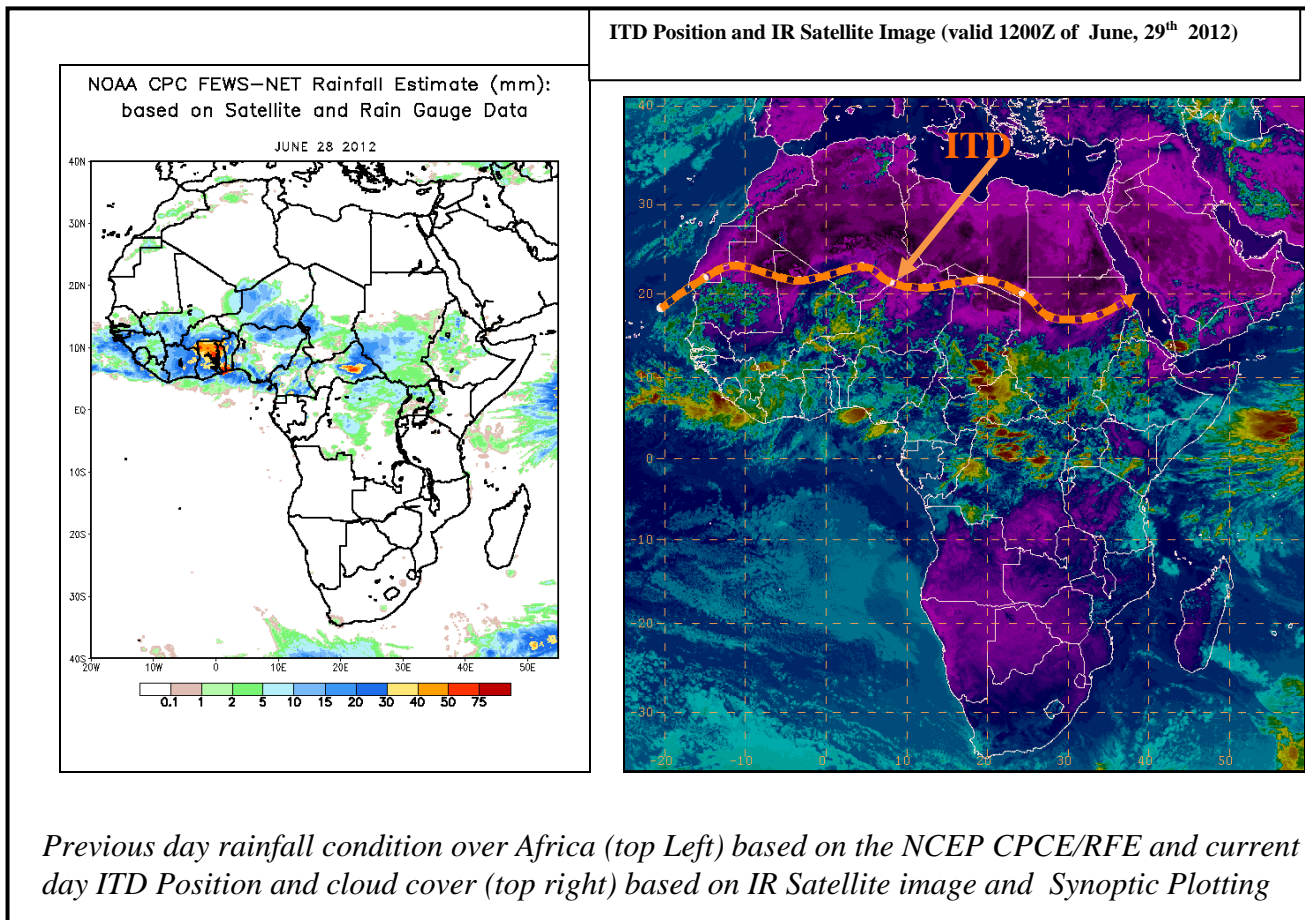 ITD Position and IR Satellite Image (valid 1200Z of June, 29th 2012)
NOAA CPC FEWS-NET Rainfall Estimate (mm):
based on Satellite and Rain Gauge Data
JUNE 28 2012
40N
30N
20N
10N
EQ
10S
20S
30S
40S
20W 10W 0 10E 20E 30E 40E 50E
0.1 1 2 5 10 15 20 30 40 50 75
ITD
40
30
20
10
0
-10
-20
-30
-20 -10 0 10 20 30 40 50
Previous day rainfall condition over Africa (top Left) based on the NCEP CPCE/RFE and current
day ITD Position and cloud cover (top right) based on IR Satellite image and Synoptic Plotting